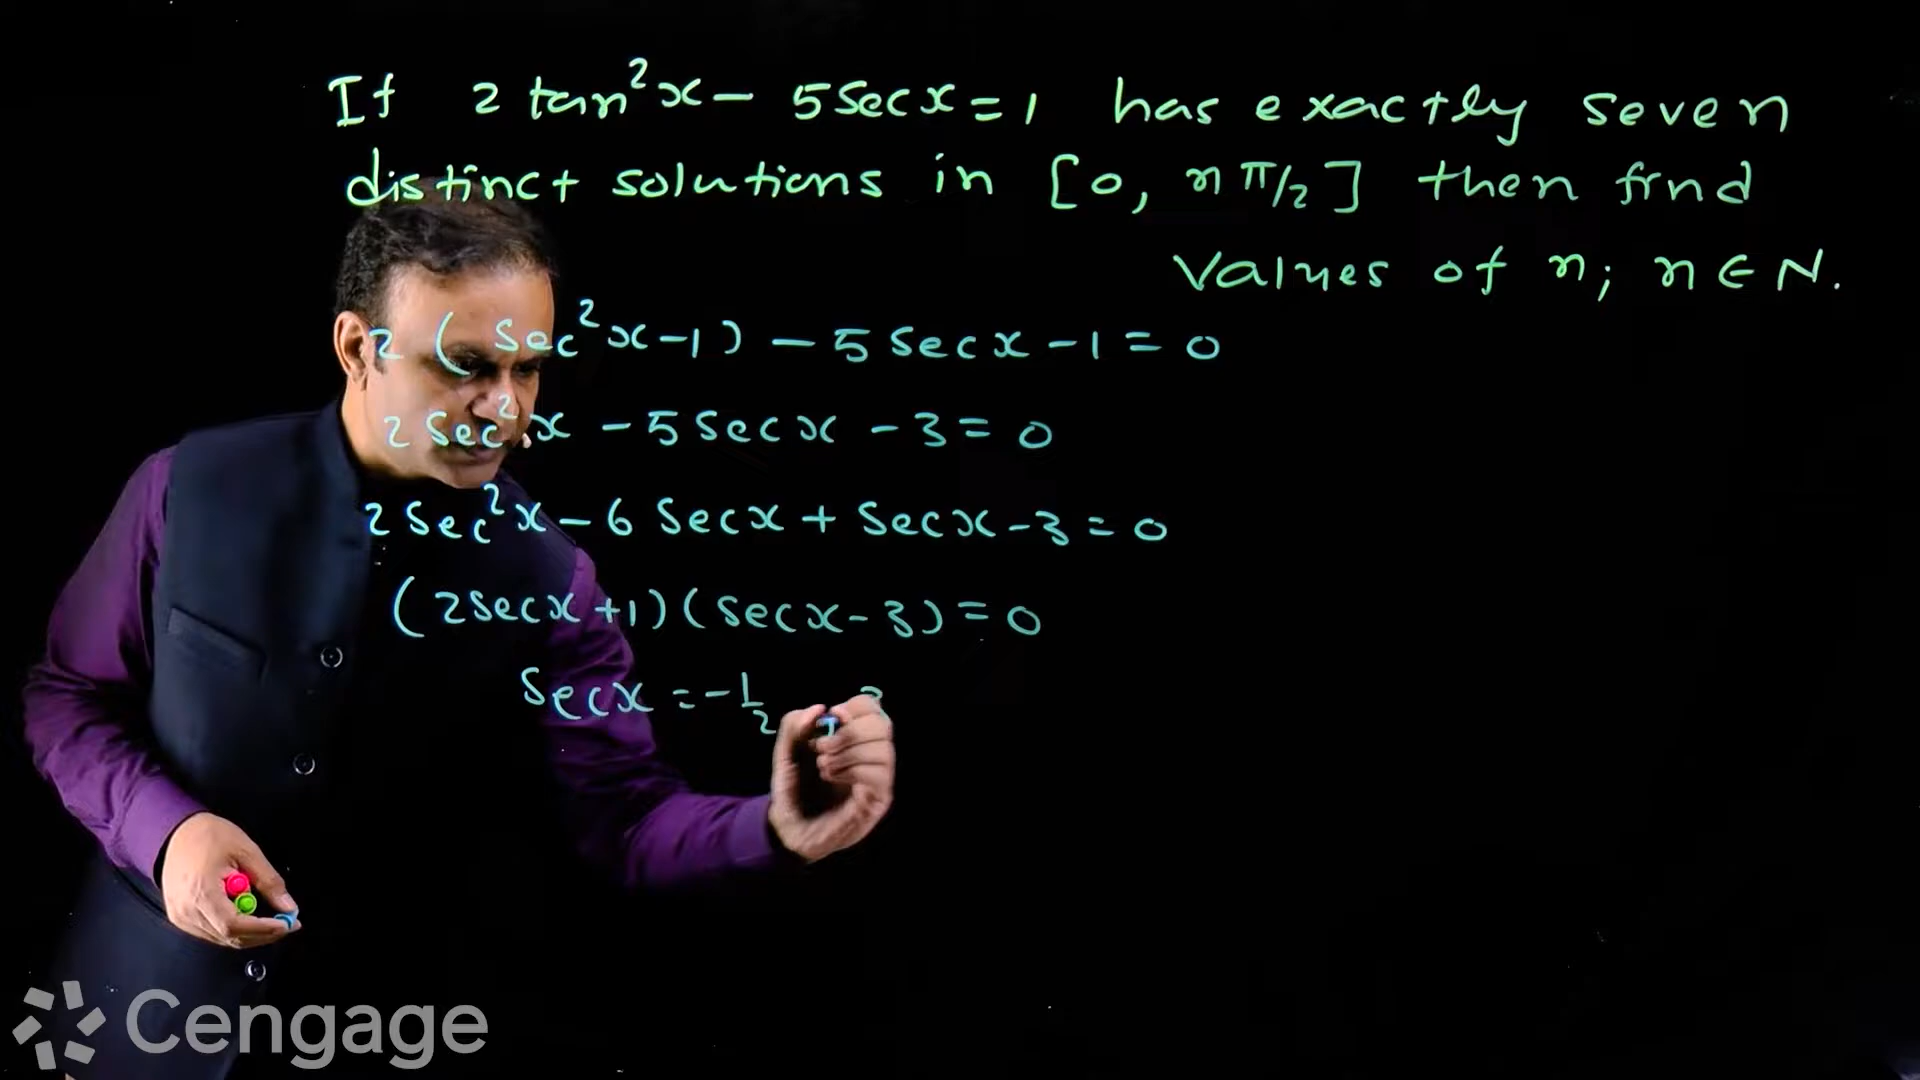 If 2 tan²x - 5 sec x = 1 has exactly seven
distinct solutions in [0, nπ/2] then find
values of n; n ∈ N.
2 (sec²x - 1) - 5 sec x - 1 = 0
2 sec²x - 5 sec x - 3 = 0
2 sec²x - 6 sec x + sec x - 3 = 0
(2 sec x + 1)(sec x - 3) = 0
sec x = -1/2 , 3
Cengage